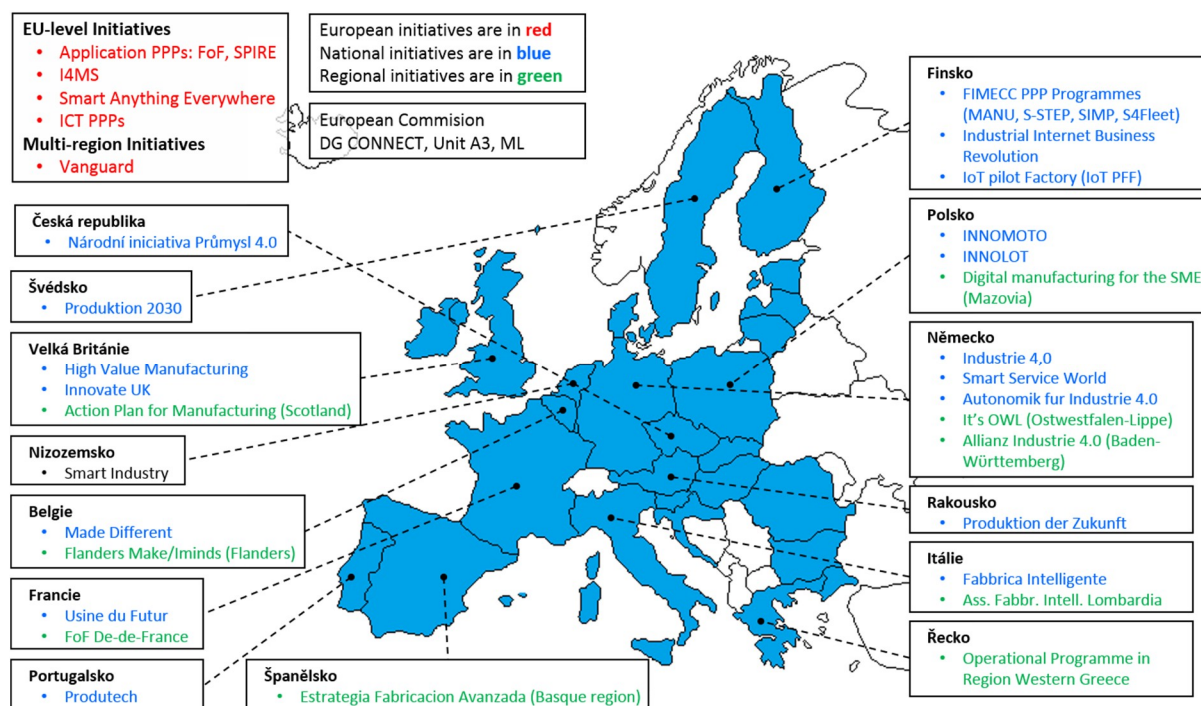 EU-level Initiatives
• Application PPPs: FoF, SPIRE
• I4MS
• Smart Anything Everywhere
• ICT PPPs
Multi-region Initiatives
• Vanguard
European initiatives are in red
National initiatives are in blue
Regional initiatives are in green
European Commision
DG CONNECT, Unit A3, ML
Česká republika
• Národní iniciativa Průmysl 4.0
Švédsko
• Produktion 2030
Velká Británie
• High Value Manufacturing
• Innovate UK
• Action Plan for Manufacturing (Scotland)
Nizozemsko
• Smart Industry
Belgie
• Made Different
• Flanders Make/Iminds (Flanders)
Francie
• Usine du Futur
• FoF De-de-France
Portugalsko
• Produtech
Španělsko
• Estrategia Fabricacion Avanzada (Basque region)
Finsko
• FIMECC PPP Programmes
(MANU, S-STEP, SIMP, S4Fleet)
• Industrial Internet Business
Revolution
• IoT pilot Factory (IoT PFF)
Polsko
• INNOMOTO
• INNOLOT
• Digital manufacturing for the SME
(Mazovia)
Německo
• Industrie 4,0
• Smart Service World
• Autonomik fur Industrie 4.0
• It's OWL (Ostwestfalen-Lippe)
• Allianz Industrie 4.0 (Baden-
Württemberg)
Rakousko
• Produktion der Zukunft
Itálie
• Fabbrica Intelligente
• Ass. Fabbr. Intell. Lombardia
Řecko
• Operational Programme in
Region Western Greece